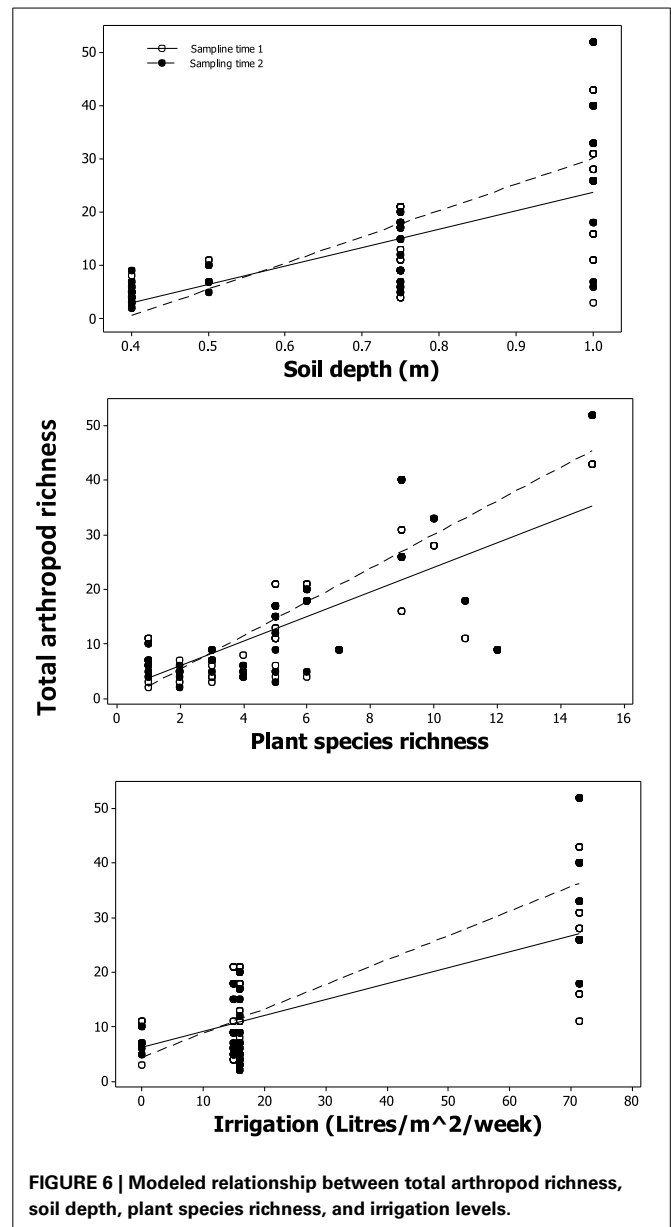 Sampline time 1
Sampling time 2
50
40
30
20
10
0
0.4 0.5 0.6 0.7 0.8 0.9 1.0
Soil depth (m)
Total arthropod richness
50
40
30
20
10
0
0 2 4 6 8 10 12 14 16
Plant species richness
50
40
30
20
10
0
0 10 20 30 40 50 60 70 80
Irrigation (Litres/m^2/week)
FIGURE 6 | Modeled relationship between total arthropod richness,
soil depth, plant species richness, and irrigation levels.